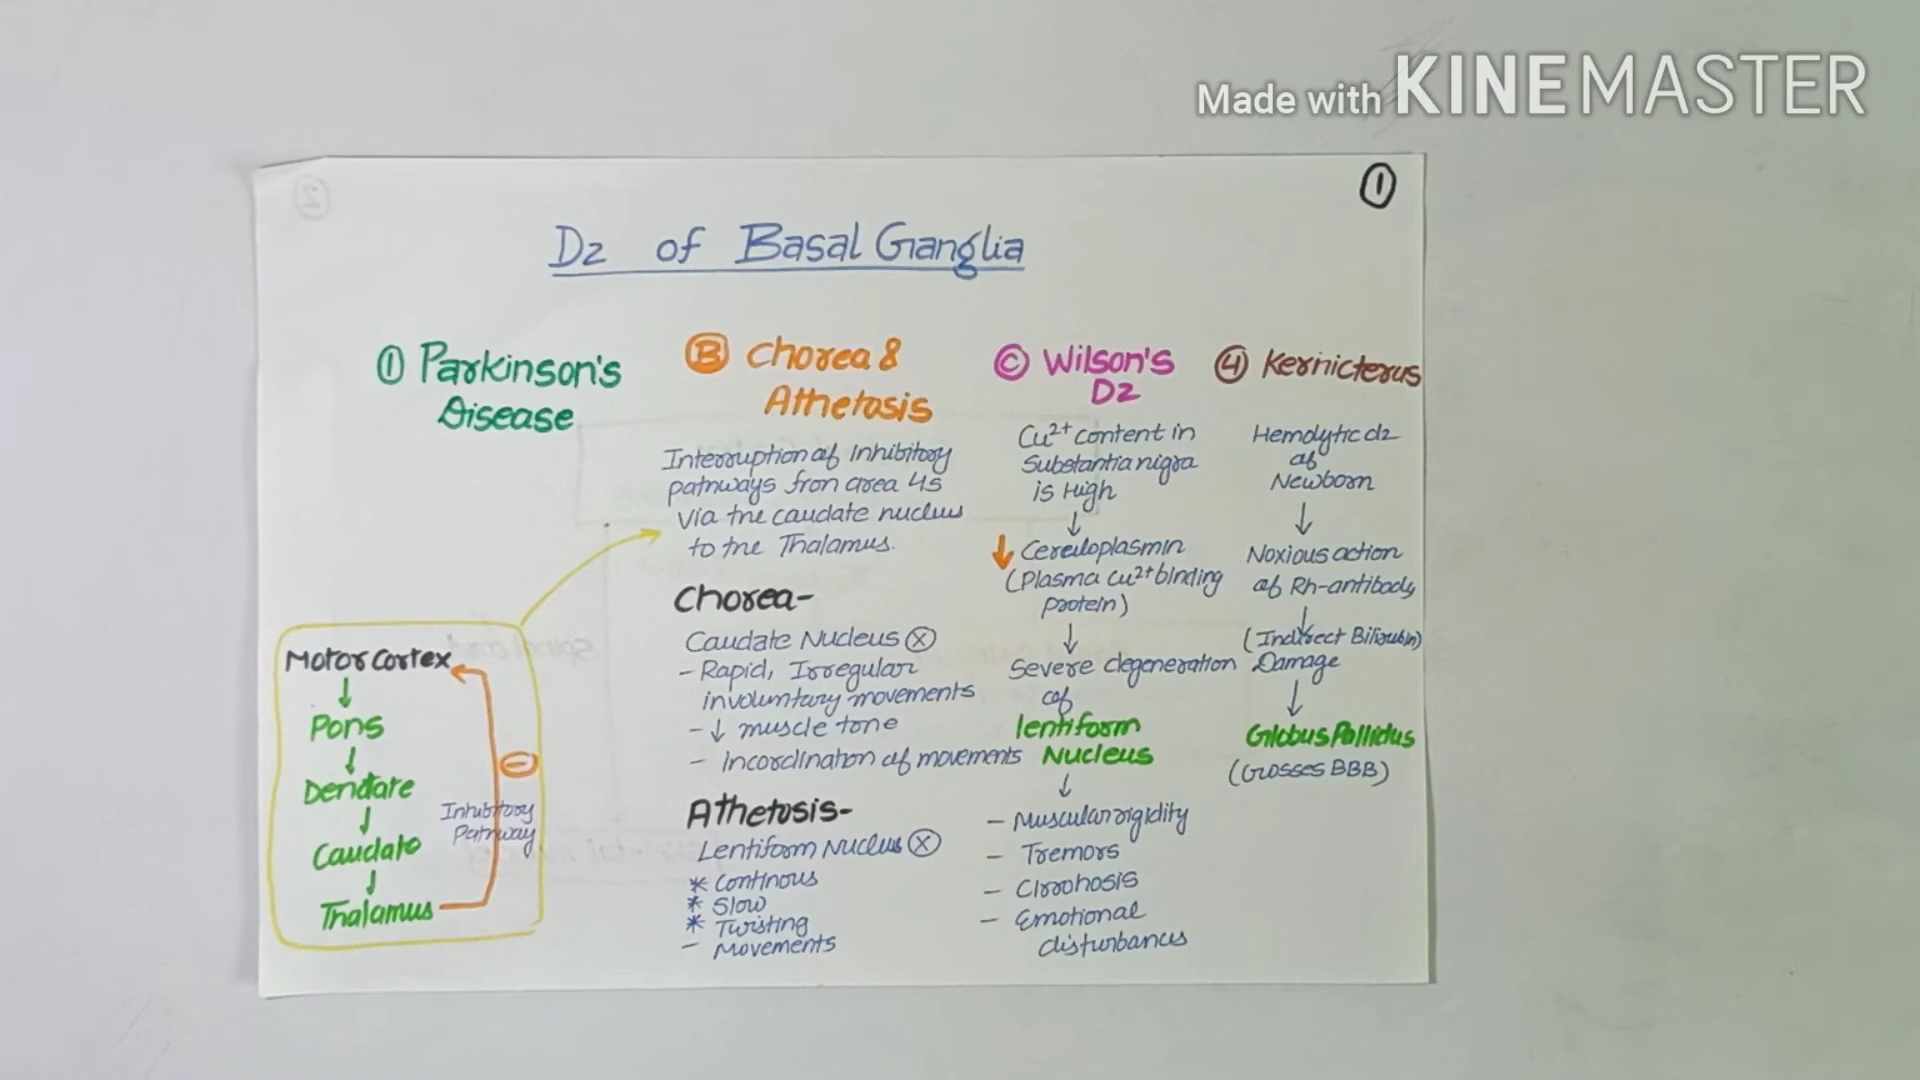 Made with KINEMASTER
1
2
Dz of Basal Ganglia
① Parkinson's
Disease
Ⓑ Chorea &
Athetosis
Interruption of Inhibitory
pathways from area 4s
via the caudate nucleus
to the Thalamus.
Chorea-
Caudate Nucleus ⓧ
- Rapid, Irregular
involuntary movements
- ↓ muscle tone
- Incordination of movements
Athetosis-
Lentiform Nucleus ⓧ
* Continous
* Slow
* Twisting
- Movements
Ⓒ Wilson's
Dz
Cu²⁺ content in
Substantia nigra
is High
↓
↓ Ceruloplasmin
(Plasma Cu²⁺ binding
protein)
↓
Severe degeneration
of
lentiform
Nucleus
↓
- Muscular rigidity
- Tremors
- Cirrohosis
- Emotional
disturbances
④ Kernicterus
Hemolytic dz
of
Newborn
↓
Noxious action
of Rh-antibody
↓
(Indirect Bilirubin)
Damage
↓
Globus Pallidus
(Crosses BBB)
Motor Cortex
↓
Pons
↓
Dentate
↓
Caudate
↓
Thalamus
⊖
Inhibitory
Pathway